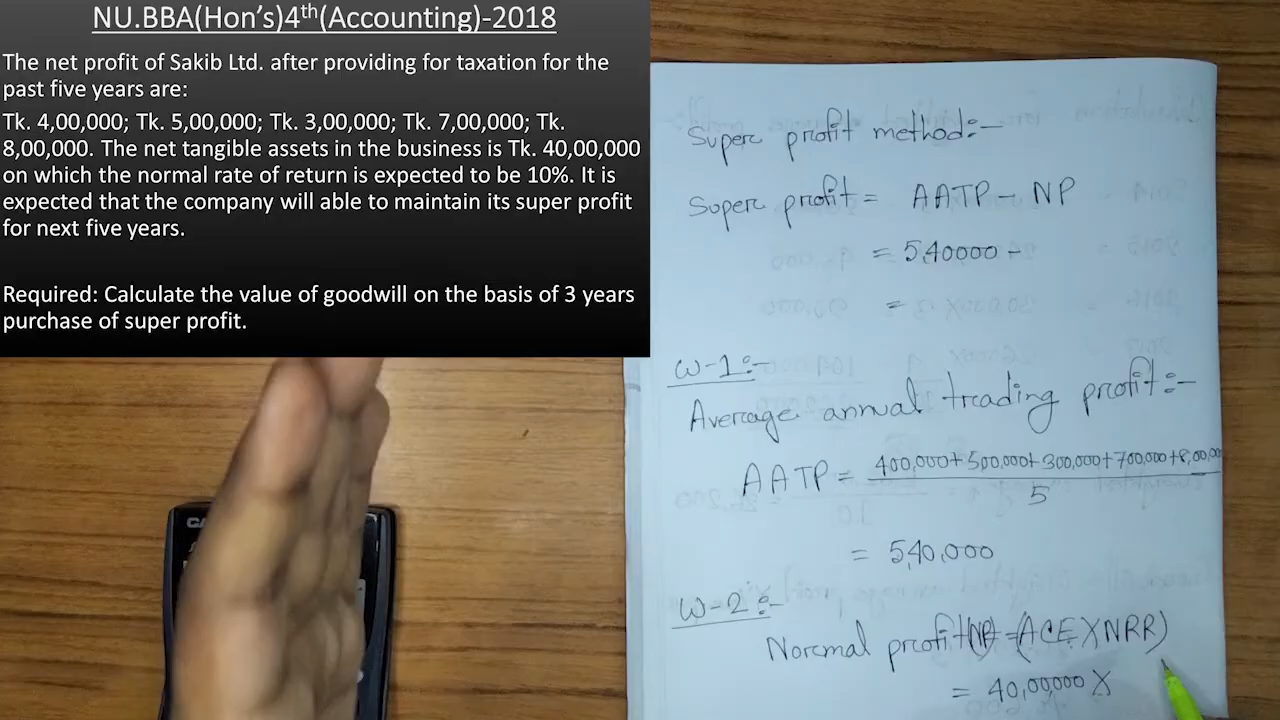 NU.BBA(Hon’s)4th(Accounting)-2018
The net profit of Sakib Ltd. after providing for taxation for the
past five years are:
Tk. 4,00,000; Tk. 5,00,000; Tk. 3,00,000; Tk. 7,00,000; Tk.
8,00,000. The net tangible assets in the business is Tk. 40,00,000
on which the normal rate of return is expected to be 10%. It is
expected that the company will able to maintain its super profit
for next five years.
Required: Calculate the value of goodwill on the basis of 3 years
purchase of super profit.
Super profit method:-
Super profit = AATP - NP
= 5,40000 -
=
W-1:-
Average annual trading profit:-
AATP = 400,000+500,000+300,000+700,000+8,00,00
5
= 5,40,000
W-2:-
Normal profit(NP = (ACE X NRR)
= 40,00000 X